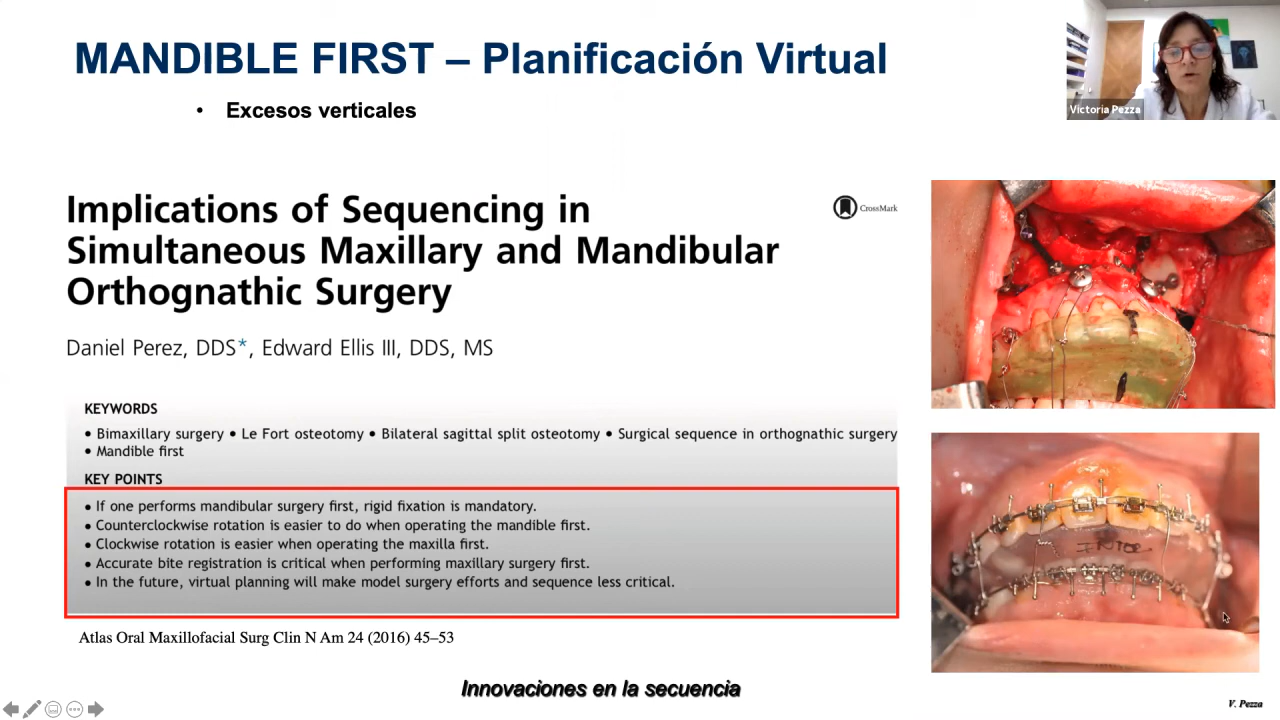 MANDIBLE FIRST – Planificación Virtual
• Excesos verticales
Victoria Pezza
Implications of Sequencing in
Simultaneous Maxillary and Mandibular
Orthognathic Surgery
CrossMark
Daniel Perez, DDS*, Edward Ellis III, DDS, MS
KEYWORDS
• Bimaxillary surgery • Le Fort osteotomy • Bilateral sagittal split osteotomy • Surgical sequence in orthognathic surgery
• Mandible first
KEY POINTS
• If one performs mandibular surgery first, rigid fixation is mandatory.
• Counterclockwise rotation is easier to do when operating the mandible first.
• Clockwise rotation is easier when operating the maxilla first.
• Accurate bite registration is critical when performing maxillary surgery first.
• In the future, virtual planning will make model surgery efforts and sequence less critical.
Atlas Oral Maxillofacial Surg Clin N Am 24 (2016) 45–53
Innovaciones en la secuencia
V. Pezza